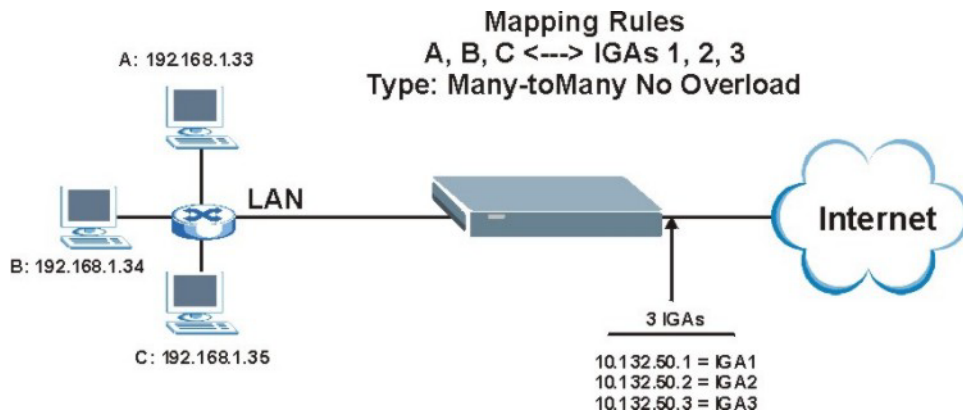 Mapping Rules
A, B, C <---> IGAs 1, 2, 3
Type: Many-toMany No Overload
A: 192.168.1.33
LAN
B: 192.168.1.34
C: 192.168.1.35
Internet
3 IGAs
10.132.50.1 = IGA1
10.132.50.2 = IGA2
10.132.50.3 = IGA3